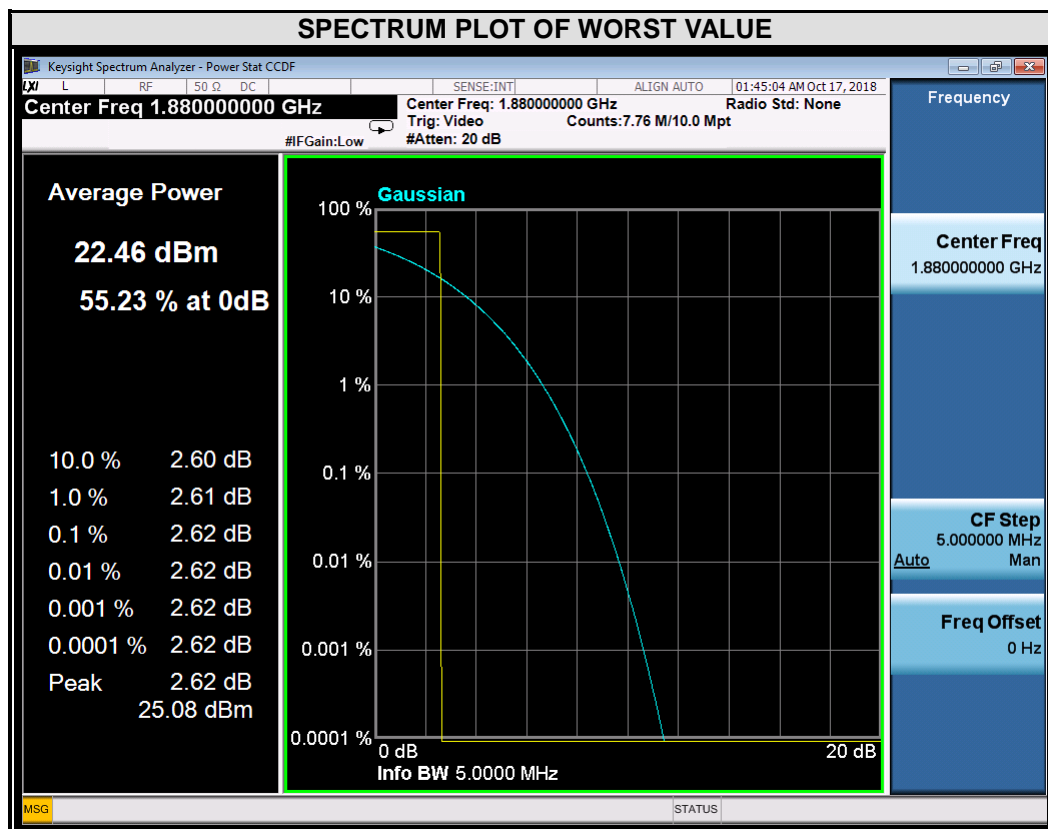 SPECTRUM PLOT OF WORST VALUE
Keysight Spectrum Analyzer - Power Stat CCDF
LXI L RF 50 Ω DC SENSE:INT ALIGN AUTO 01:45:04 AM Oct 17, 2018
Center Freq 1.880000000 GHz
#IFGain:Low
Center Freq: 1.880000000 GHz Radio Std: None
Trig: Video Counts:7.76 M/10.0 Mpt
#Atten: 20 dB
Average Power
22.46 dBm
55.23 % at 0dB
10.0 % 2.60 dB
1.0 % 2.61 dB
0.1 % 2.62 dB
0.01 % 2.62 dB
0.001 % 2.62 dB
0.0001 % 2.62 dB
Peak 2.62 dB
25.08 dBm
Gaussian
100 %
10 %
1 %
0.1 %
0.01 %
0.001 %
0.0001 %
0 dB 20 dB
Info BW 5.0000 MHz
Frequency
Center Freq
1.880000000 GHz
CF Step
5.000000 MHz
Auto Man
Freq Offset
0 Hz
MSG STATUS